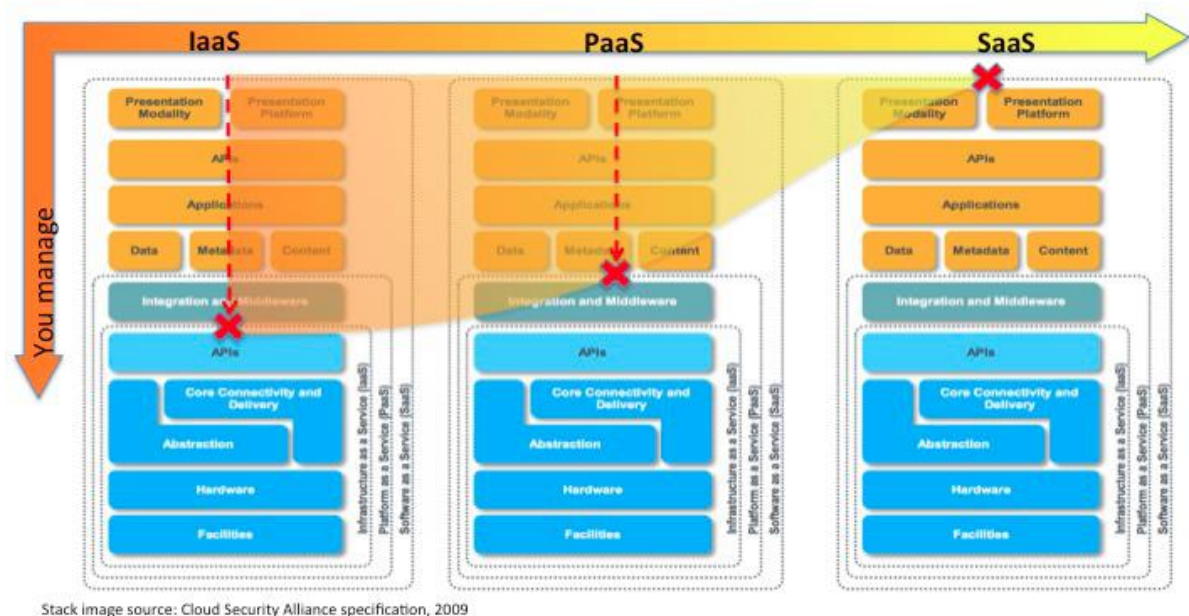 IaaS
PaaS
SaaS
You manage
Presentation
Modality
Presentation
Platform
APIs
Applications
Data
Metadata
Content
Integration and Middleware
APIs
Core Connectivity and
Delivery
Abstraction
Hardware
Facilities
Infrastructure as a Service (IaaS)
Platform as a Service (PaaS)
Software as a Service (SaaS)
Presentation
Modality
Presentation
Platform
APIs
Applications
Data
Metadata
Content
Integration and Middleware
APIs
Core Connectivity and
Delivery
Abstraction
Hardware
Facilities
Infrastructure as a Service (IaaS)
Platform as a Service (PaaS)
Software as a Service (SaaS)
Presentation
Modality
Presentation
Platform
APIs
Applications
Data
Metadata
Content
Integration and Middleware
APIs
Core Connectivity and
Delivery
Abstraction
Hardware
Facilities
Infrastructure as a Service (IaaS)
Platform as a Service (PaaS)
Software as a Service (SaaS)
Stack image source: Cloud Security Alliance specification, 2009